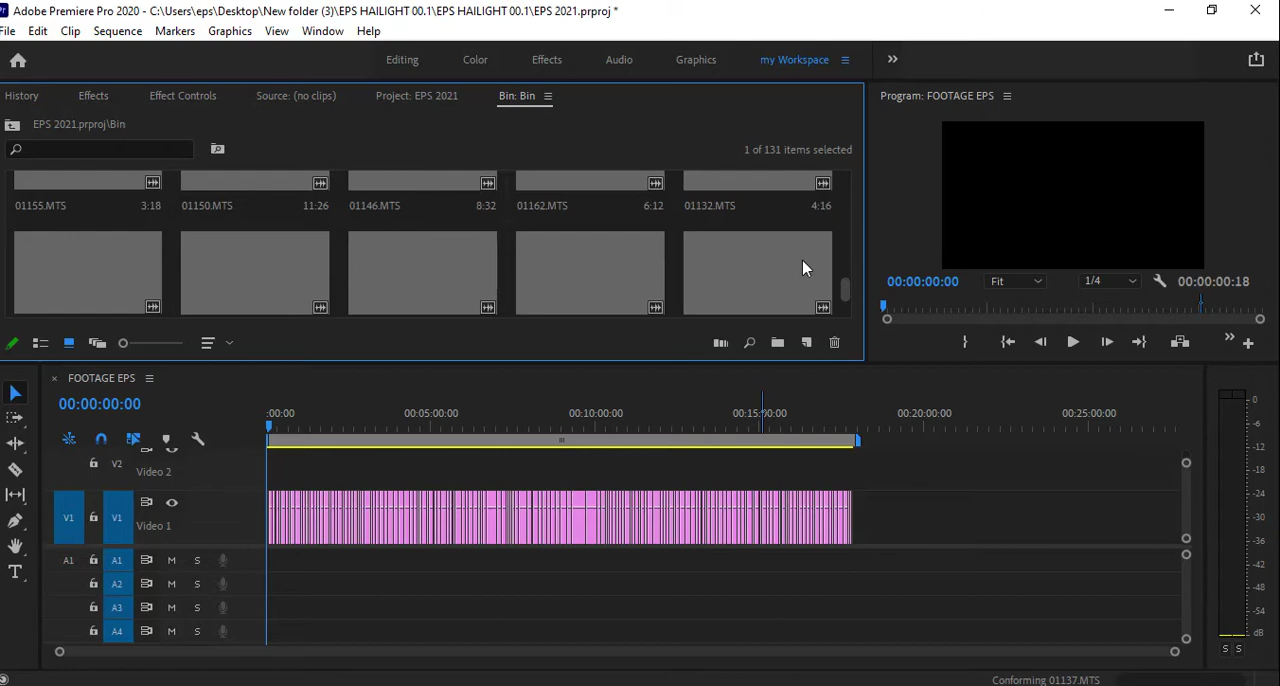 Adobe Premiere Pro 2020 - C:\Users\eps\Desktop\New folder (3)\EPS HAILIGHT 00.1\EPS HAILIGHT 00.1\EPS 2021.prproj *
File Edit Clip Sequence Markers Graphics View Window Help
Editing Color Effects Audio Graphics my Workspace
History Effects Effect Controls Source: (no clips) Project: EPS 2021 Bin: Bin
Program: FOOTAGE EPS
EPS 2021.prproj\Bin
1 of 131 items selected
01155.MTS 3:18 01150.MTS 11:26 01146.MTS 8:32 01162.MTS 6:12 01132.MTS 4:16
00:00:00:00 Fit 1/4 00:00:00:18
FOOTAGE EPS
00:00:00:00
:00:00 00:05:00:00 00:10:00:00 00:15:00:00 00:20:00:00 00:25:00:00
V2 Video 2
V1 V1 Video 1
A1 A1 M S
A2 M S
A3 M S
A4 M S
0
-6
-12
-18
-24
-30
-36
-42
-48
-54
dB
S S
Conforming 01137.MTS